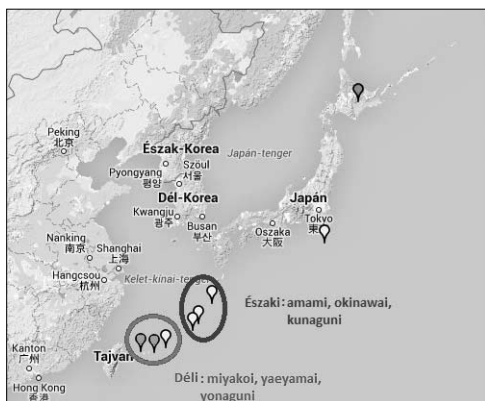 Peking
北京
Észak-Korea
Japán-tenger
Pyongyang
평양
Szöul
서울
Dél-Korea
Japán
Kwangju
광주
Busan
부산
Oszaka
大阪
Tokyo
東
Nanking
南京
Shanghai
上海
Hangcsou
杭州
Kelet-kínai-tenger
Északi: amami, okinawai,
kunaguni
Kanton
广州
Tajvan
Hong Kong
香港
Déli: miyakoi, yaeyamai,
yonaguni